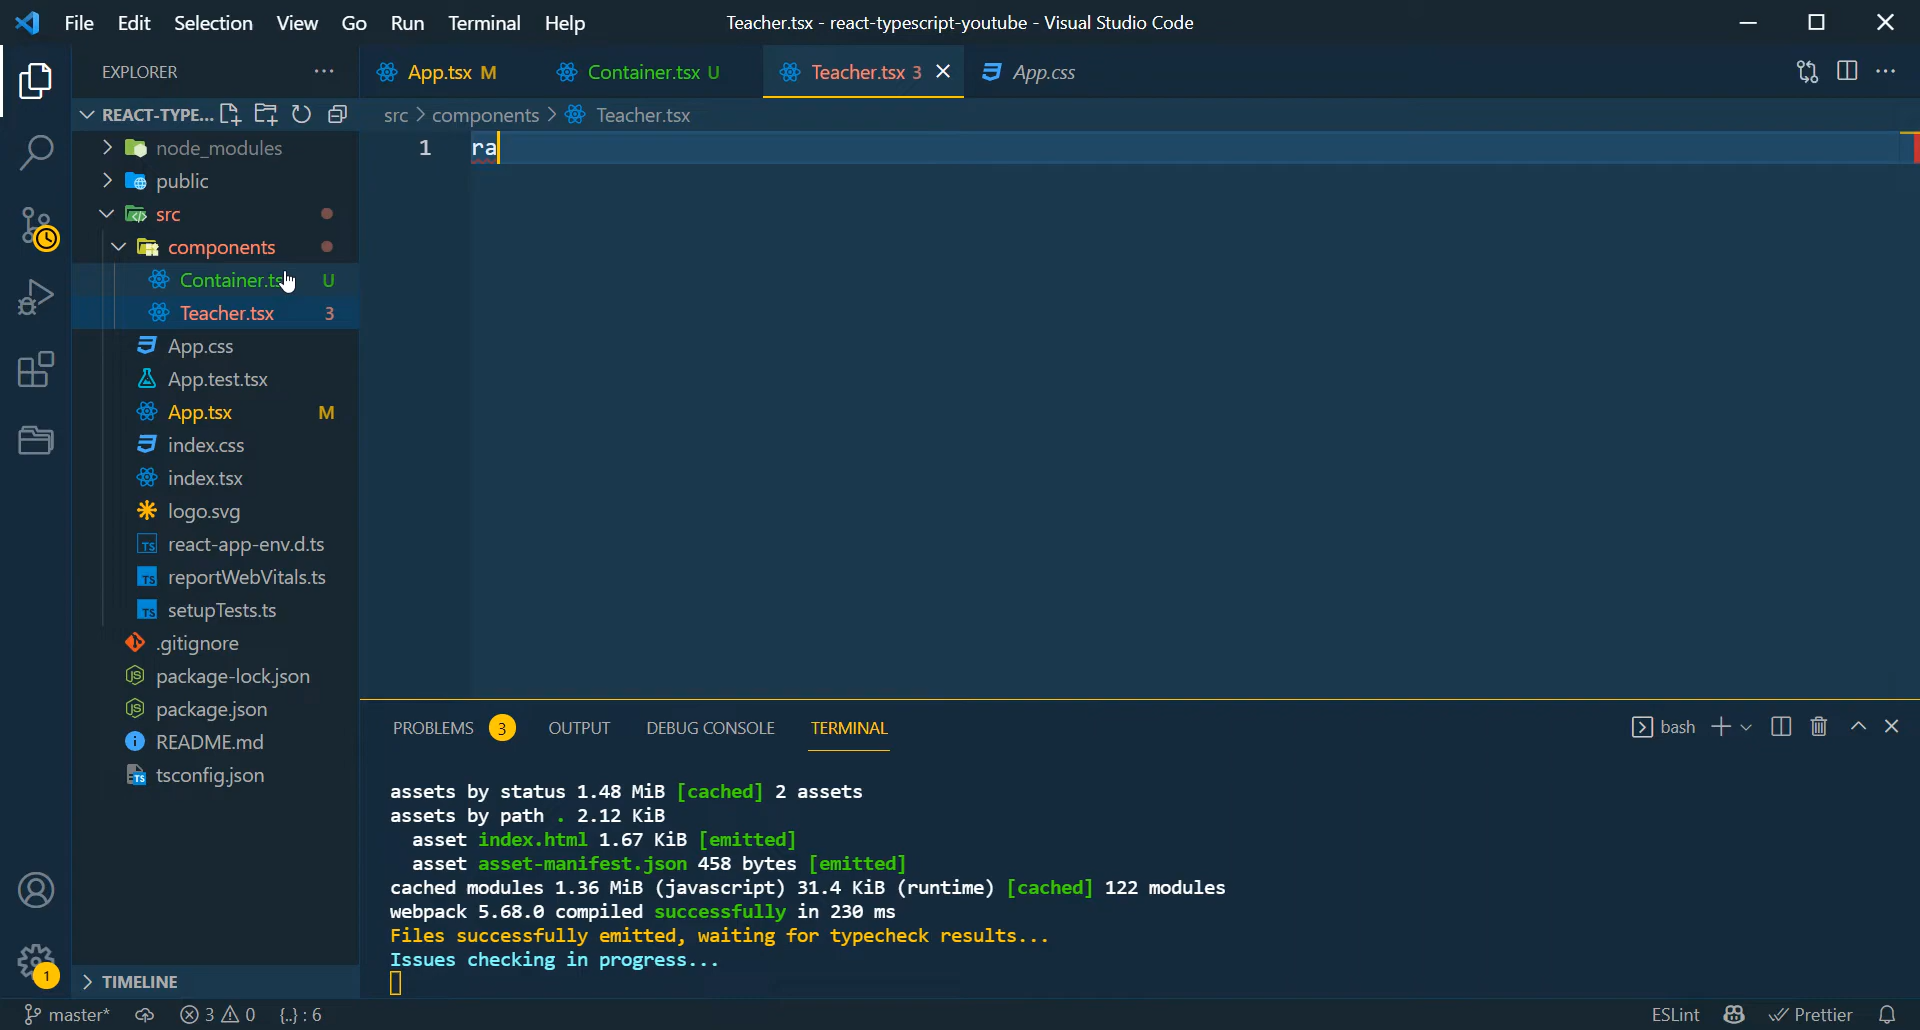 File Edit Selection View Go Run Terminal Help
Teacher.tsx - react-typescript-youtube - Visual Studio Code
EXPLORER
App.tsx M
Container.tsx U
Teacher.tsx 3
App.css
REACT-TYPE...
src > components > Teacher.tsx
node_modules
public
src
components
Container.ts U
Teacher.tsx 3
App.css
App.test.tsx
App.tsx M
index.css
index.tsx
logo.svg
react-app-env.d.ts
reportWebVitals.ts
setupTests.ts
.gitignore
package-lock.json
package.json
README.md
tsconfig.json
TIMELINE
1
1 ra
PROBLEMS 3 OUTPUT DEBUG CONSOLE TERMINAL
bash
assets by status 1.48 MiB [cached] 2 assets
assets by path . 2.12 KiB
asset index.html 1.67 KiB [emitted]
asset asset-manifest.json 458 bytes [emitted]
cached modules 1.36 MiB (javascript) 31.4 KiB (runtime) [cached] 122 modules
webpack 5.68.0 compiled successfully in 230 ms
Files successfully emitted, waiting for typecheck results...
Issues checking in progress...
master* 3 0 {..} : 6
ESLint Prettier